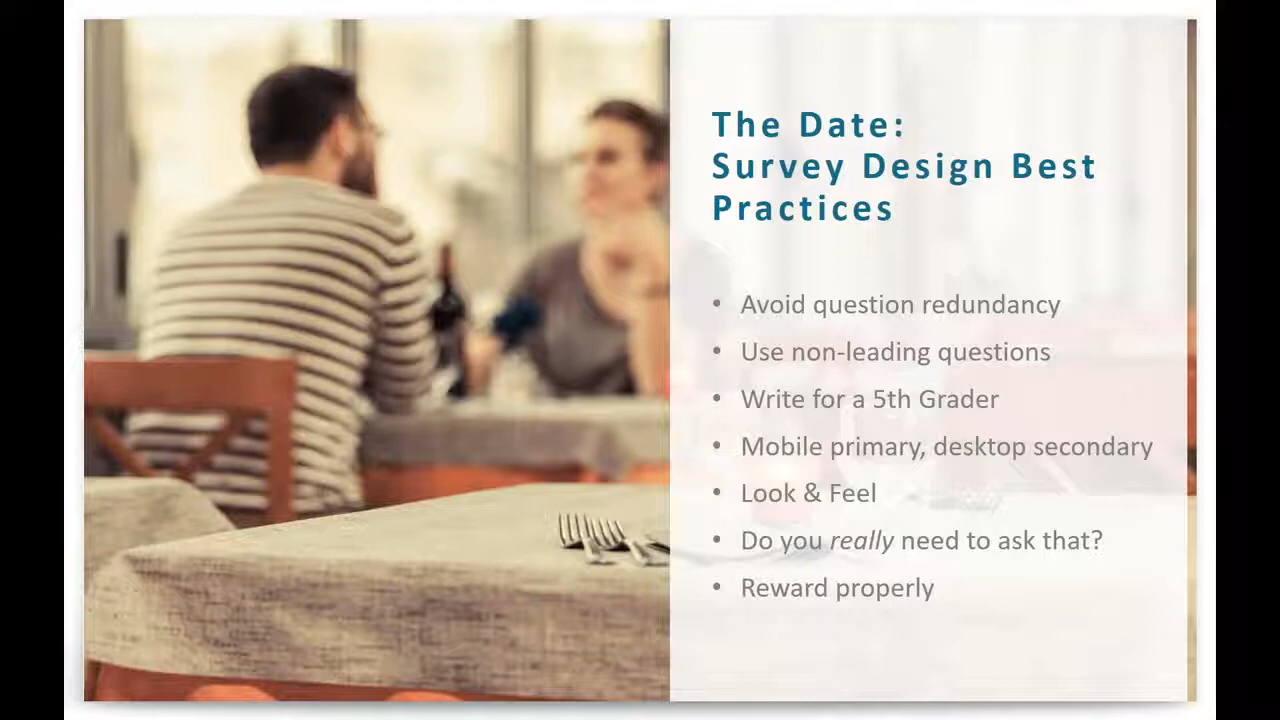 The Date:
Survey Design Best
Practices
• Avoid question redundancy
• Use non-leading questions
• Write for a 5th Grader
• Mobile primary, desktop secondary
• Look & Feel
• Do you really need to ask that?
• Reward properly